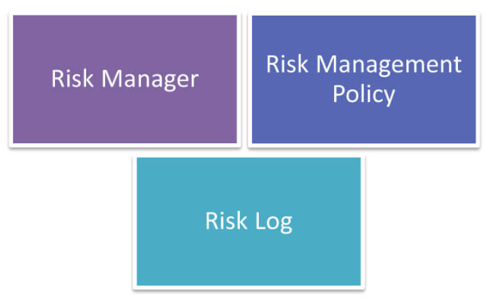 Risk Manager
Risk Management
Policy
Risk Log